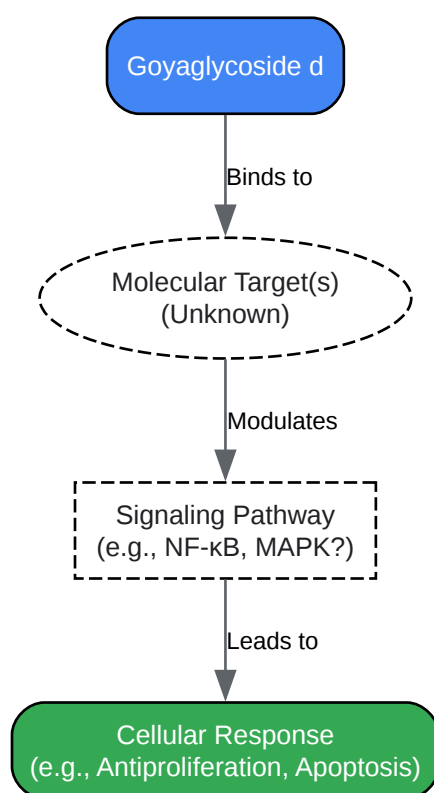 Goyaglycoside d
Binds to
Molecular Target(s)
(Unknown)
Modulates
Signaling Pathway
(e.g., NF-κB, MAPK?)
Leads to
Cellular Response
(e.g., Antiproliferation, Apoptosis)